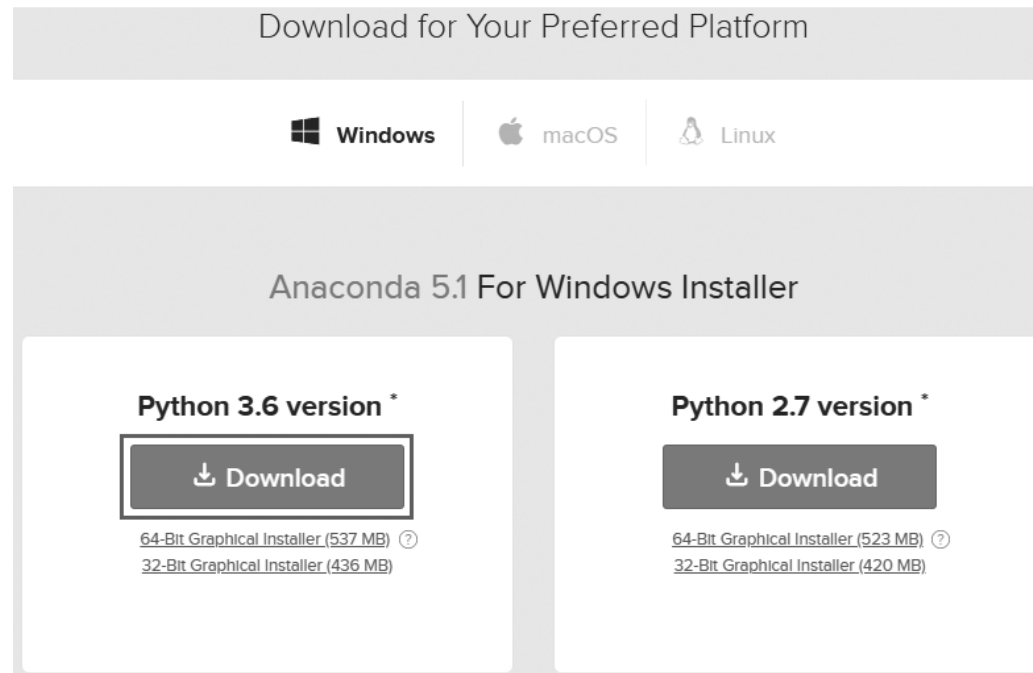 Download for Your Preferred Platform
Windows
macOS
Linux
Anaconda 5.1 For Windows Installer
Python 3.6 version *
Download
64-Bit Graphical Installer (537 MB) ?
32-Bit Graphical Installer (436 MB)
Python 2.7 version *
Download
64-Bit Graphical Installer (523 MB) ?
32-Bit Graphical Installer (420 MB)